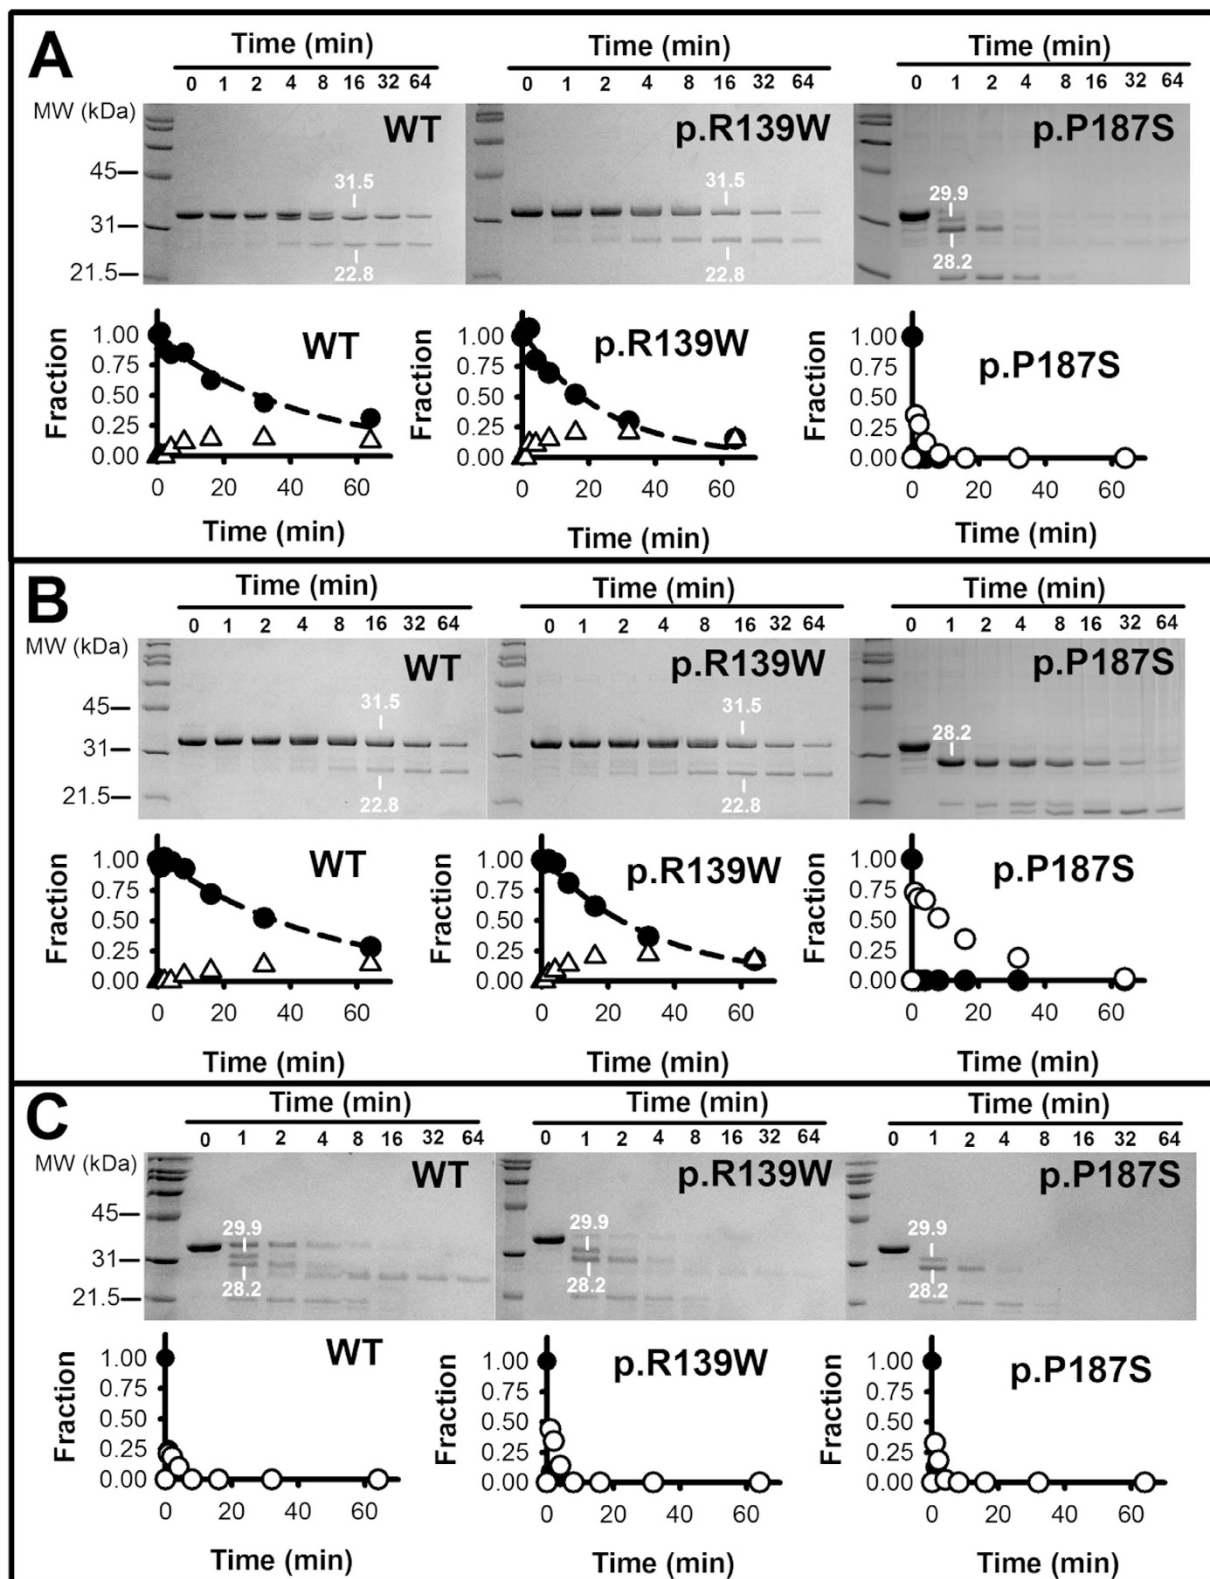 A
Time (min) Time (min) Time (min)
0 1 2 4 8 16 32 64 0 1 2 4 8 16 32 64 0 1 2 4 8 16 32 64
MW (kDa)
WT p.R139W p.P187S
45
31.5 31.5 29.9
31
28.2
21.5
22.8 22.8
1.00 1.00 1.00
0.75 0.75 0.75
0.50 0.50 0.50
0.25 0.25 0.25
0.00 0.00 0.00
Fraction Fraction Fraction
WT p.R139W p.P187S
0 20 40 60 0 20 40 60 0 20 40 60
Time (min) Time (min) Time (min)
B
Time (min) Time (min) Time (min)
0 1 2 4 8 16 32 64 0 1 2 4 8 16 32 64 0 1 2 4 8 16 32 64
MW (kDa)
WT p.R139W p.P187S
45
31.5 31.5 28.2
31
21.5
22.8 22.8
1.00 1.00 1.00
0.75 0.75 0.75
0.50 0.50 0.50
0.25 0.25 0.25
0.00 0.00 0.00
Fraction Fraction Fraction
WT p.R139W p.P187S
0 20 40 60 0 20 40 60 0 20 40 60
Time (min) Time (min) Time (min)
C
Time (min) Time (min) Time (min)
0 1 2 4 8 16 32 64 0 1 2 4 8 16 32 64 0 1 2 4 8 16 32 64
MW (kDa)
WT p.R139W p.P187S
45
29.9 29.9 29.9
31
28.2 28.2 28.2
21.5
1.00 1.00 1.00
0.75 0.75 0.75
0.50 0.50 0.50
0.25 0.25 0.25
0.00 0.00 0.00
Fraction Fraction Fraction
WT p.R139W p.P187S
0 20 40 60 0 20 40 60 0 20 40 60
Time (min) Time (min) Time (min)